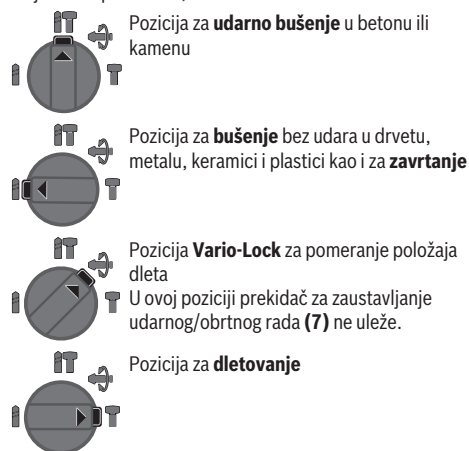 Pozicija za udarno bušenje u betonu ili
kamenu
Pozicija za bušenje bez udara u drvetu,
metalu, keramici i plastici kao i za zavrtanje
Pozicija Vario-Lock za pomeranje položaja
dleta
U ovoj poziciji prekidač za zaustavljanje
udarnog/obrtnog rada (7) ne uleže.
Pozicija za dletovanje